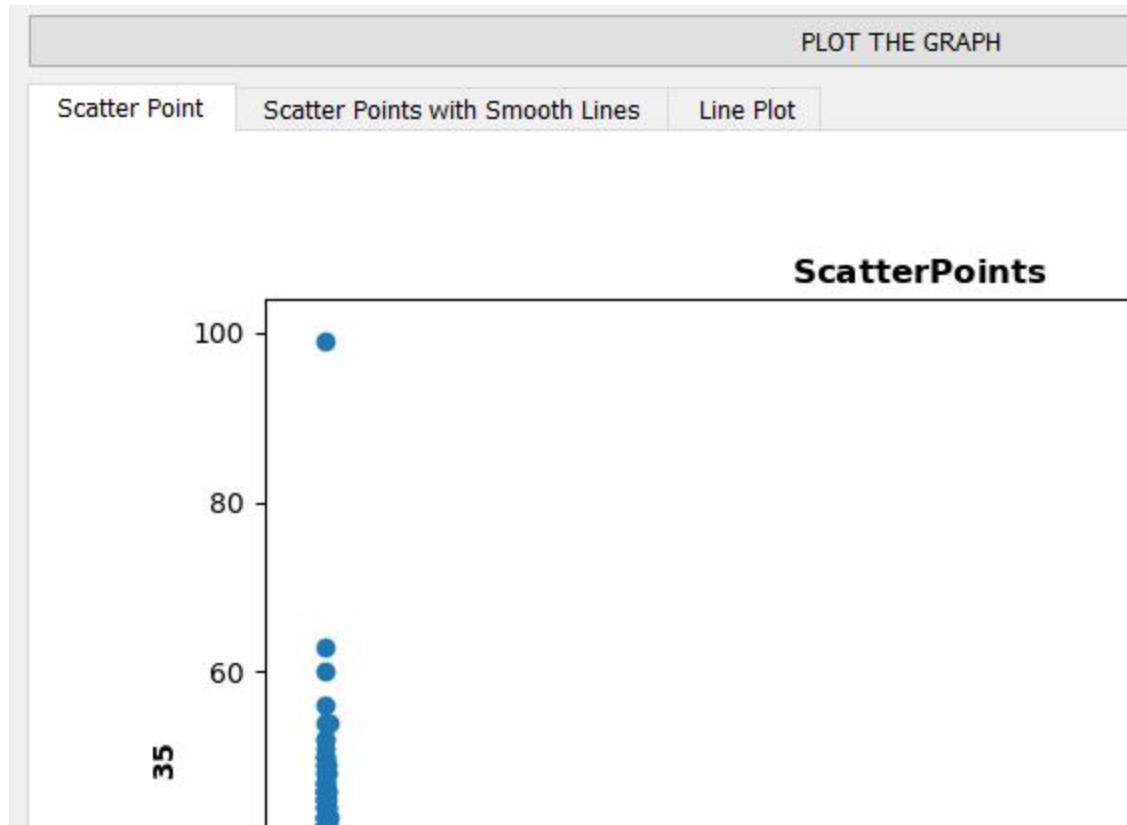 PLOT THE GRAPH
Scatter Point Scatter Points with Smooth Lines Line Plot
ScatterPoints
100
80
60
35